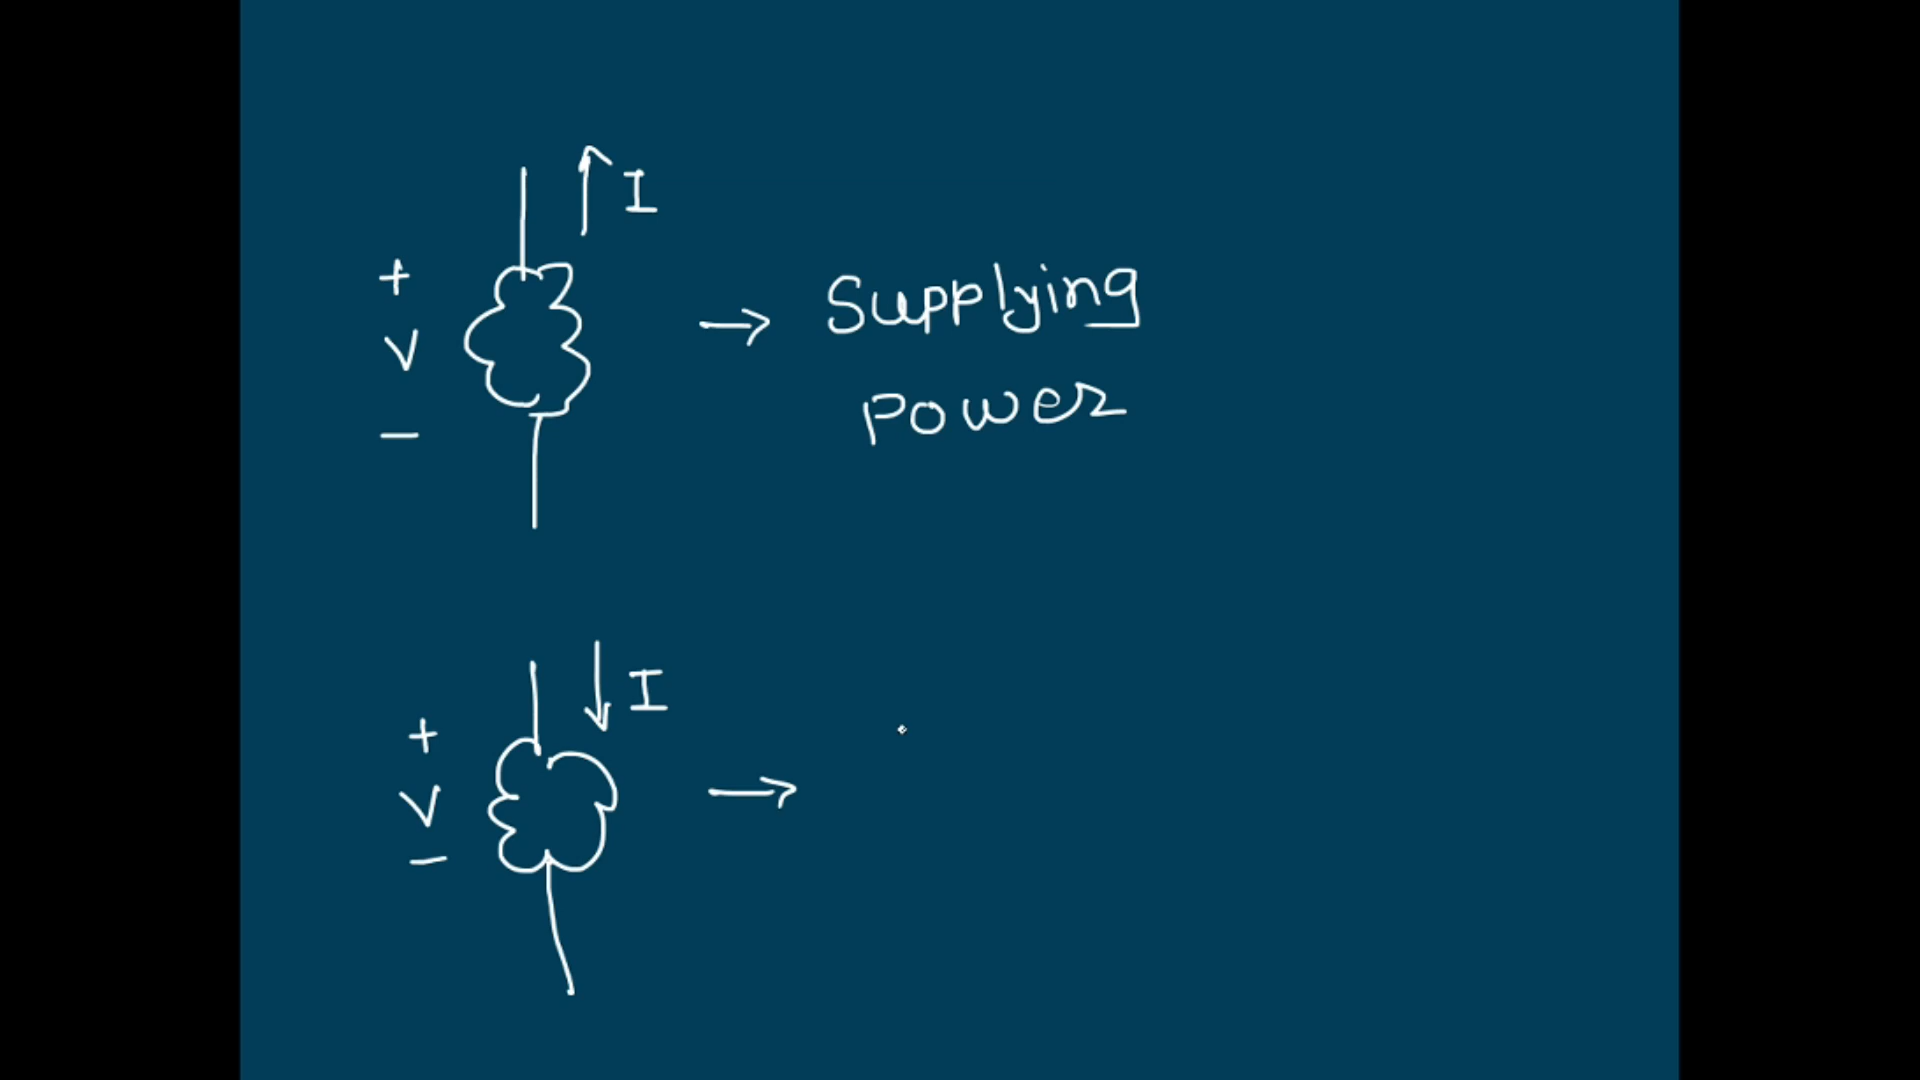 I
+
V
-
→ Supplying
power
I
+
V
-
→